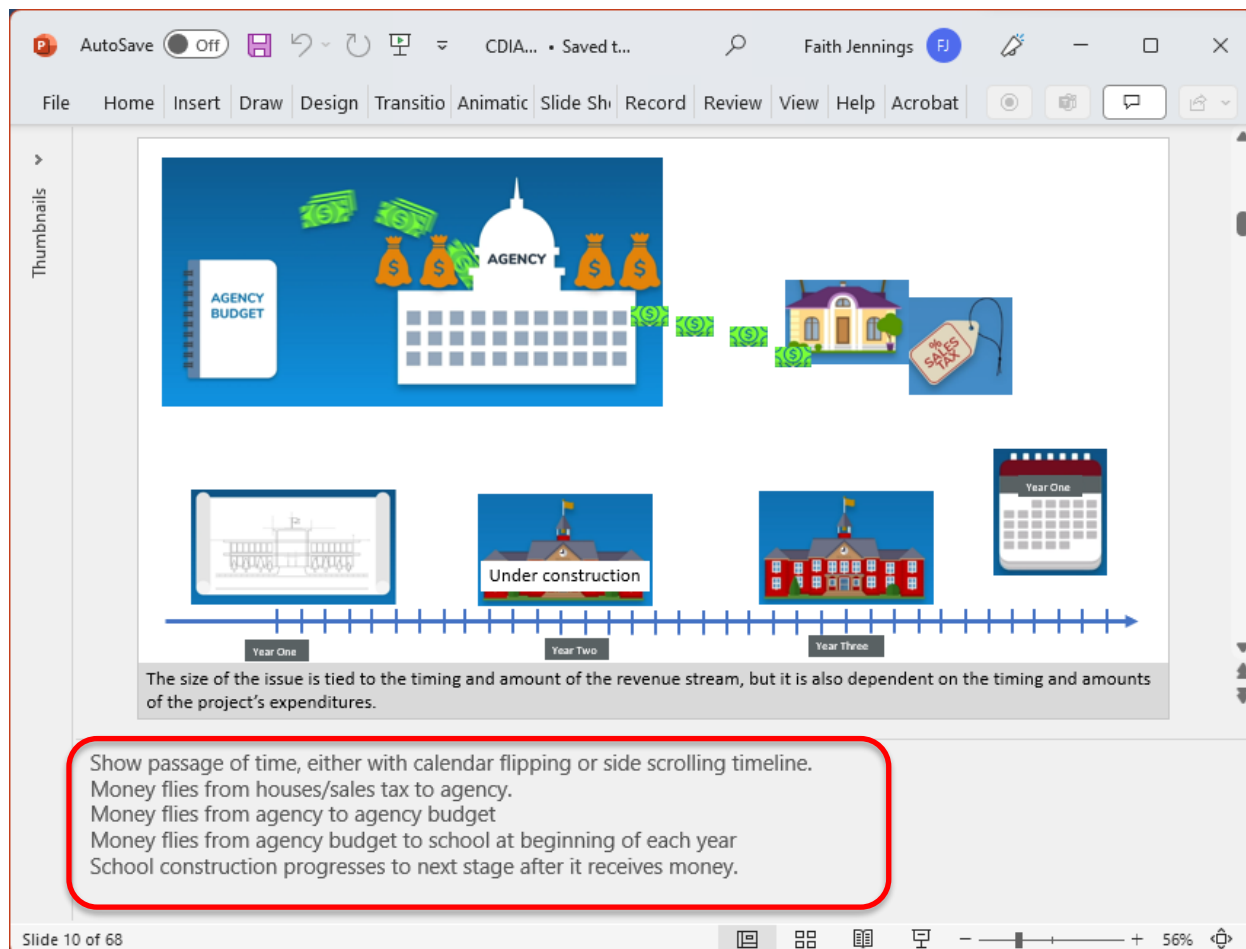 AutoSave Off CDIA... • Saved t... Faith Jennings FJ
File Home Insert Draw Design Transitio Animatic Slide Sh Record Review View Help Acrobat
Thumbnails
AGENCY
AGENCY
BUDGET
% SALES TAX
Year One
Under construction
Year One
Year Two
Year Three
The size of the issue is tied to the timing and amount of the revenue stream, but it is also dependent on the timing and amounts
of the project's expenditures.
Show passage of time, either with calendar flipping or side scrolling timeline.
Money flies from houses/sales tax to agency.
Money flies from agency to agency budget
Money flies from agency budget to school at beginning of each year
School construction progresses to next stage after it receives money.
Slide 10 of 68 56%